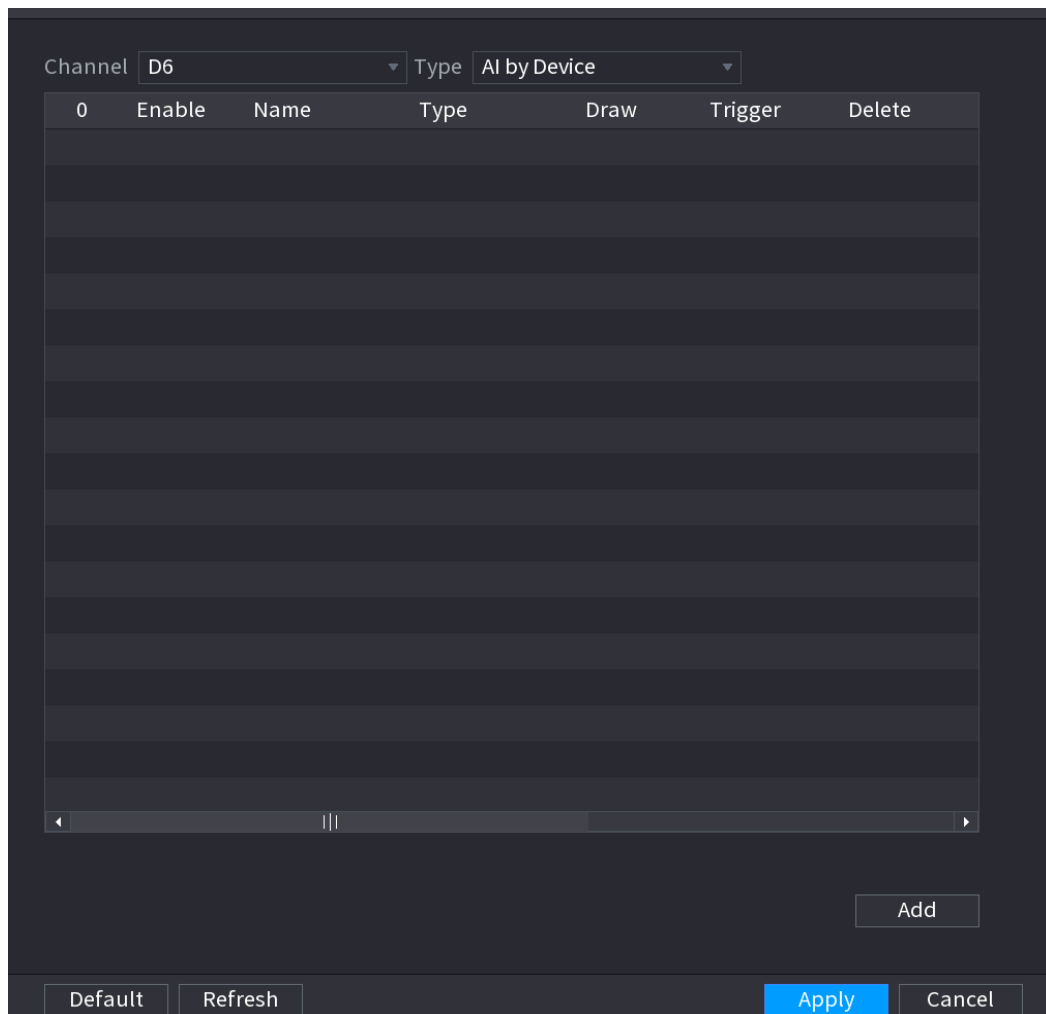 Channel D6 Type AI by Device
0 Enable Name Type Draw Trigger Delete
Add
Default Refresh Apply Cancel